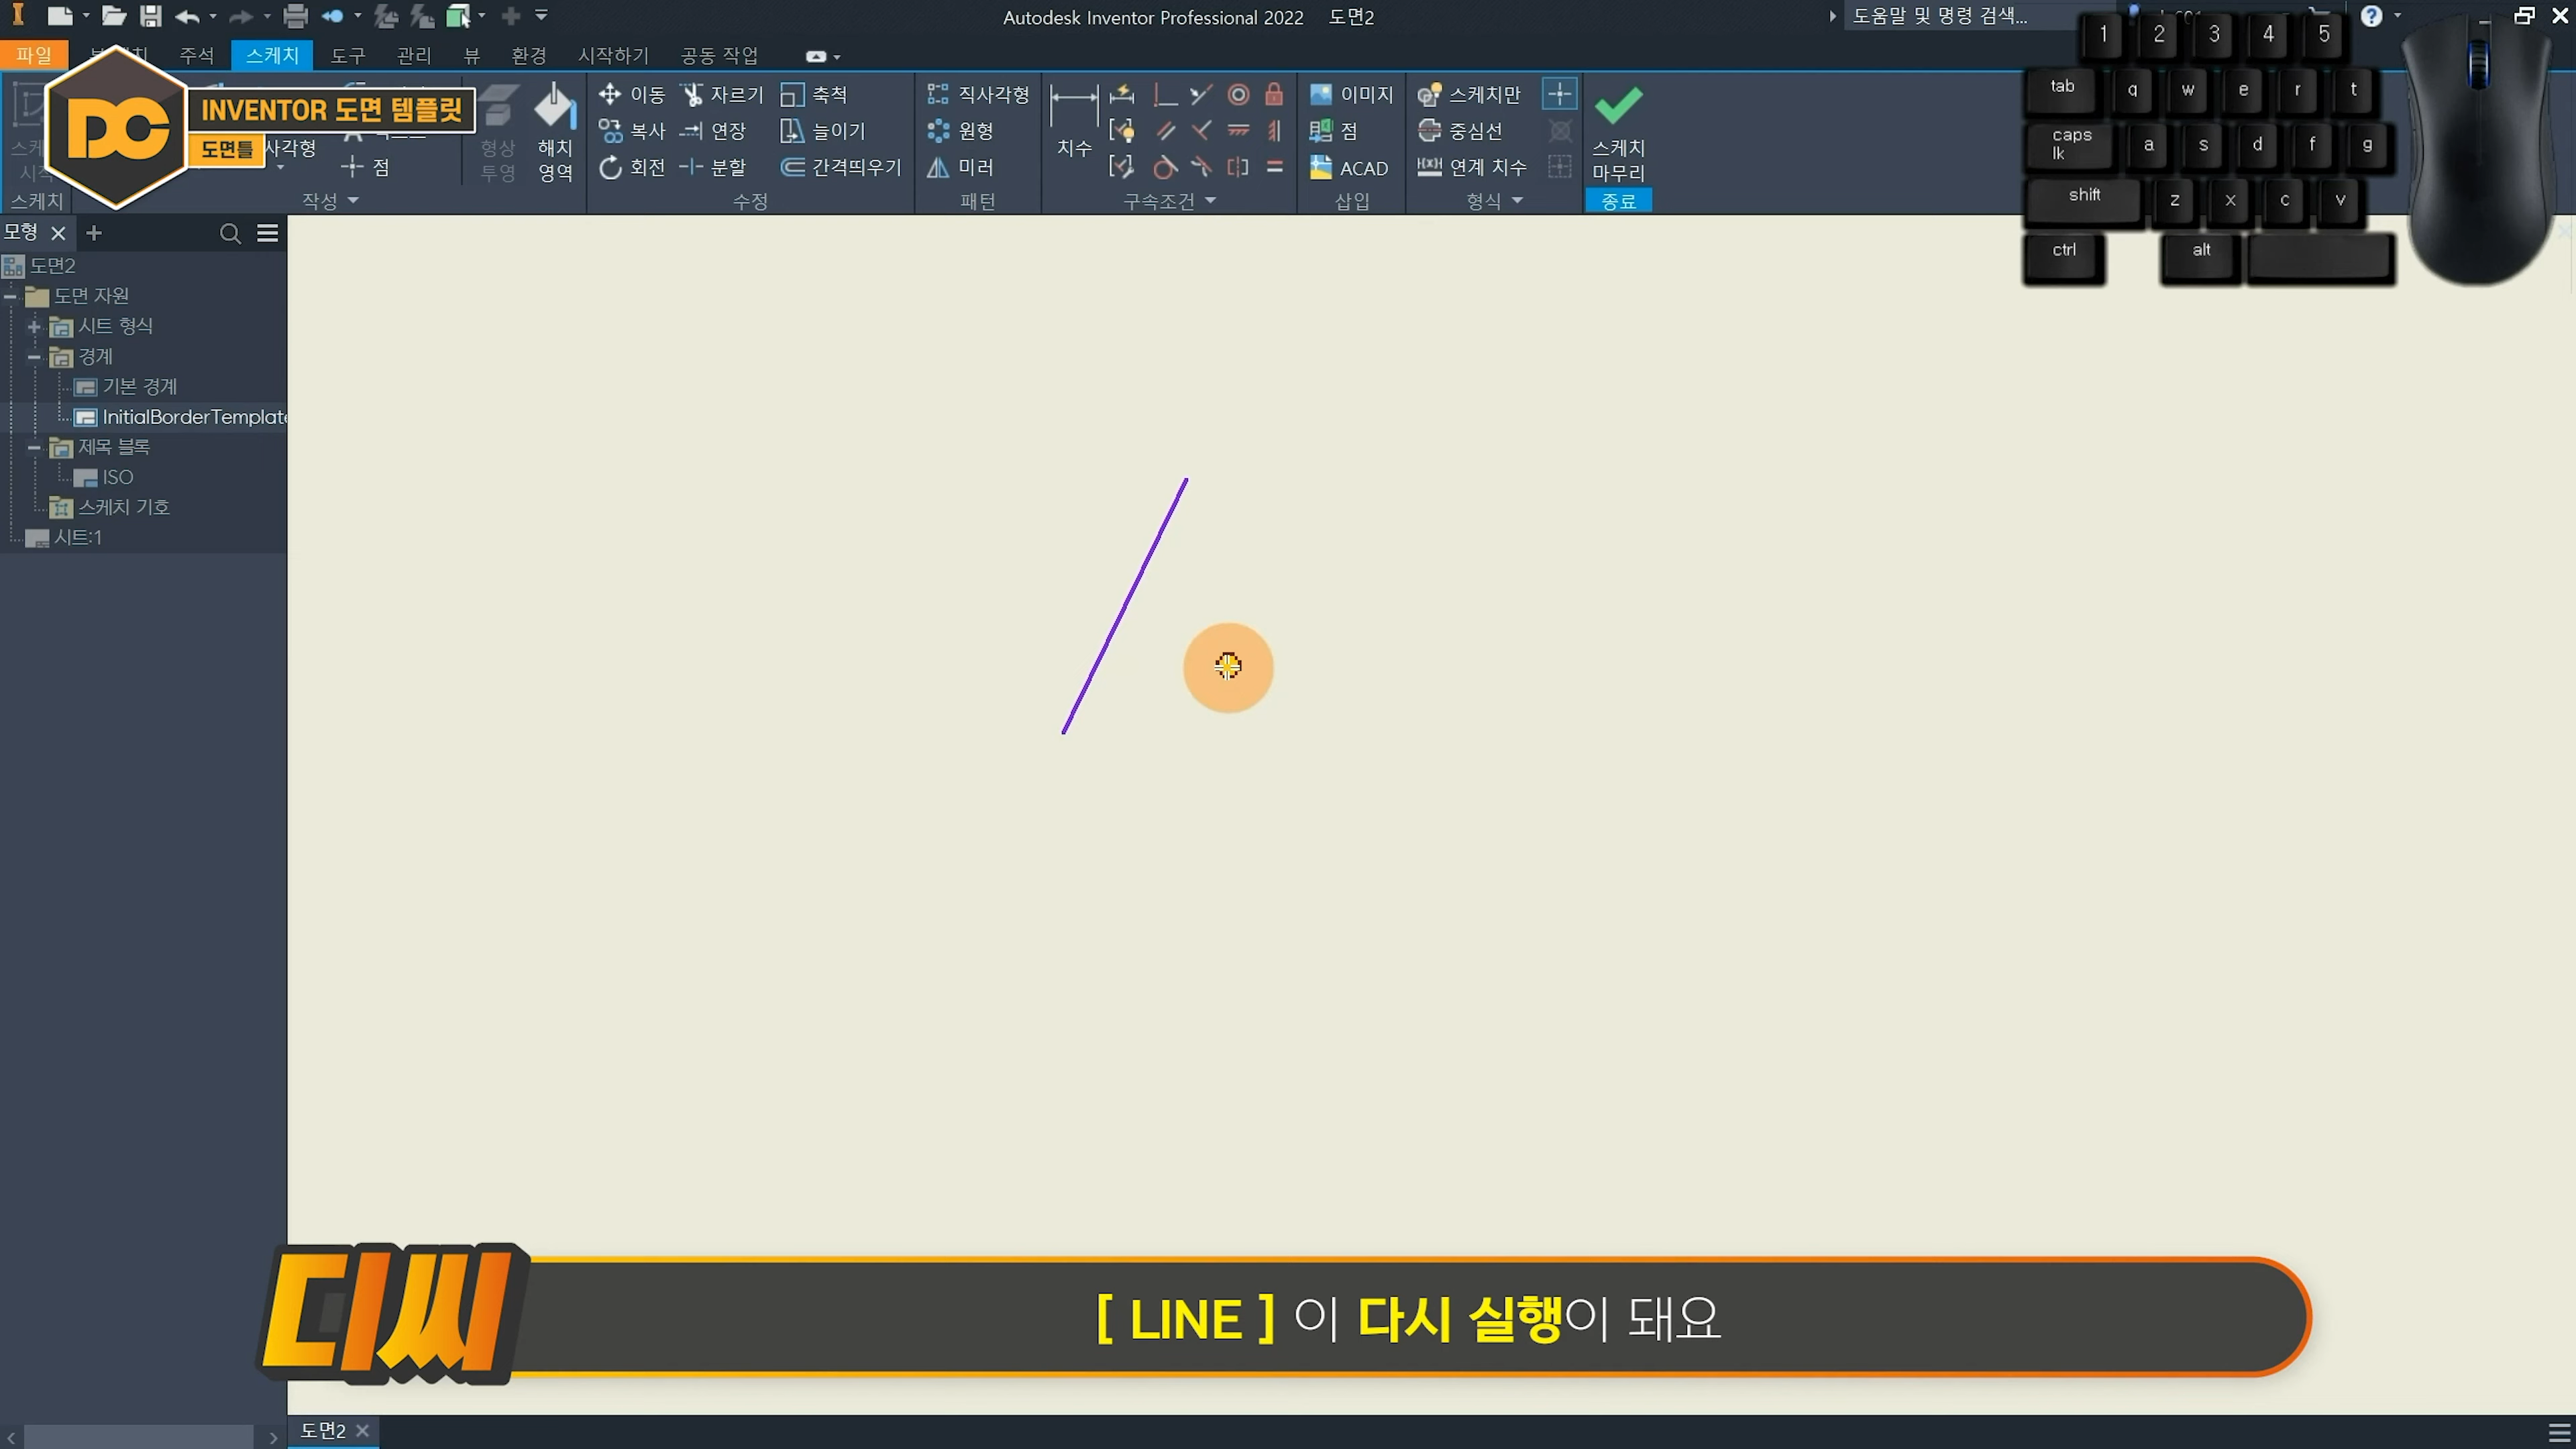 Autodesk Inventor Professional 2022 도면2
도움말 및 명령 검색...
파일 주석 스케치 도구 관리 뷰 환경 시작하기 공동 작업
DC
INVENTOR 도면 템플릿
도면틀
사각형
점
형상
투영
해치
영역
이동 자르기 축척
복사 연장 늘이기
회전 분할 간격띄우기
직사각형
원형
미러
치수
이미지
점
ACAD
스케치만
중심선
연계 치수
스케치
마무리
스케치 작성 수정 패턴 구속조건 삽입 형식 종료
1 2 3 4 5
tab q w e r t
caps
lk
a s d f g
shift z x c v
ctrl alt
모형
도면2
도면 자원
시트 형식
경계
기본 경계
InitialBorderTemplate
제목 블록
ISO
스케치 기호
시트:1
디씨
[ LINE ] 이 다시 실행이 돼요
도면2